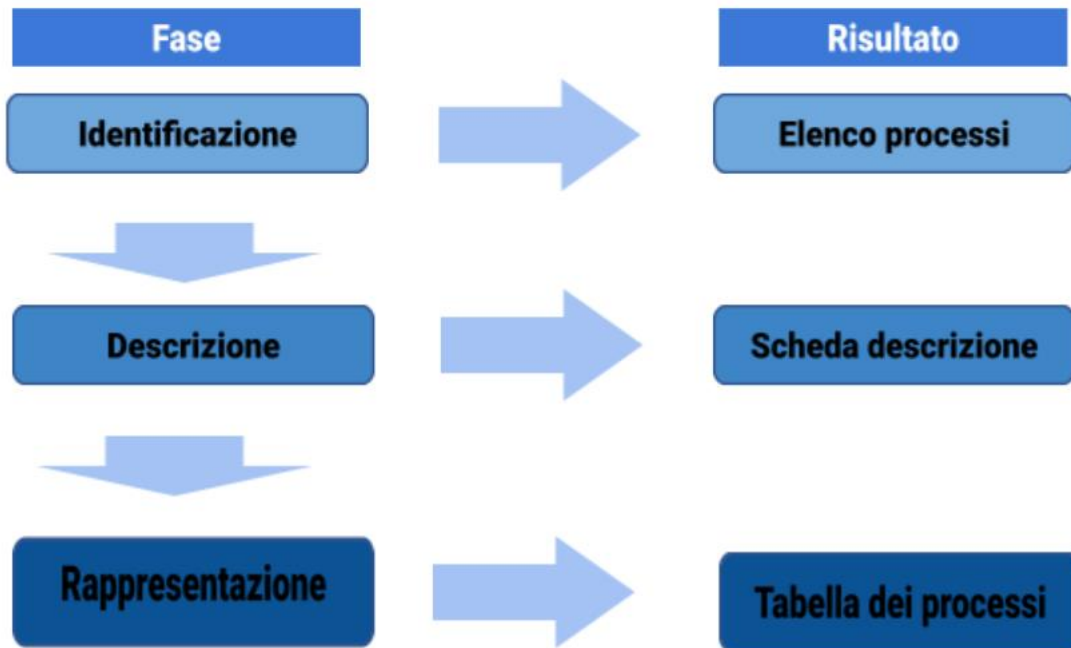 Fase
Risultato
Identificazione
Elenco processi
Descrizione
Scheda descrizione
Rappresentazione
Tabella dei processi